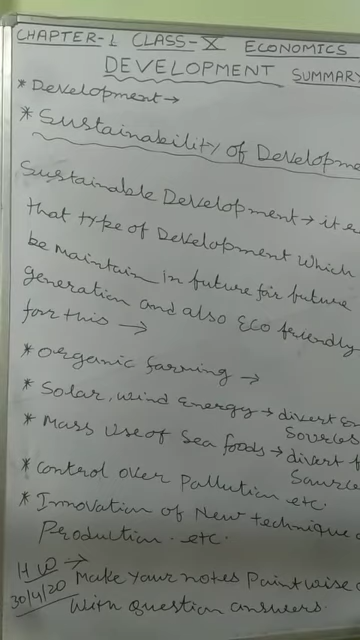 CHAPTER-1 CLASS-X ECONOMICS
DEVELOPMENT SUMMARY
* Development →
* Sustainability of Developme
Sustainable Development → it
that type of Development which
be maintain in future for future
generation and also Eco friendly
for this →
* Organic farming →
* Solar, wind Energy → divert En
Sources
* Mass use of Sea foods → divert f
Source
* Control over Pollution etc.
* Innovation of New technique
Production. etc.
H W →
30/4/20 Make Your notes Point wise
with question answers.